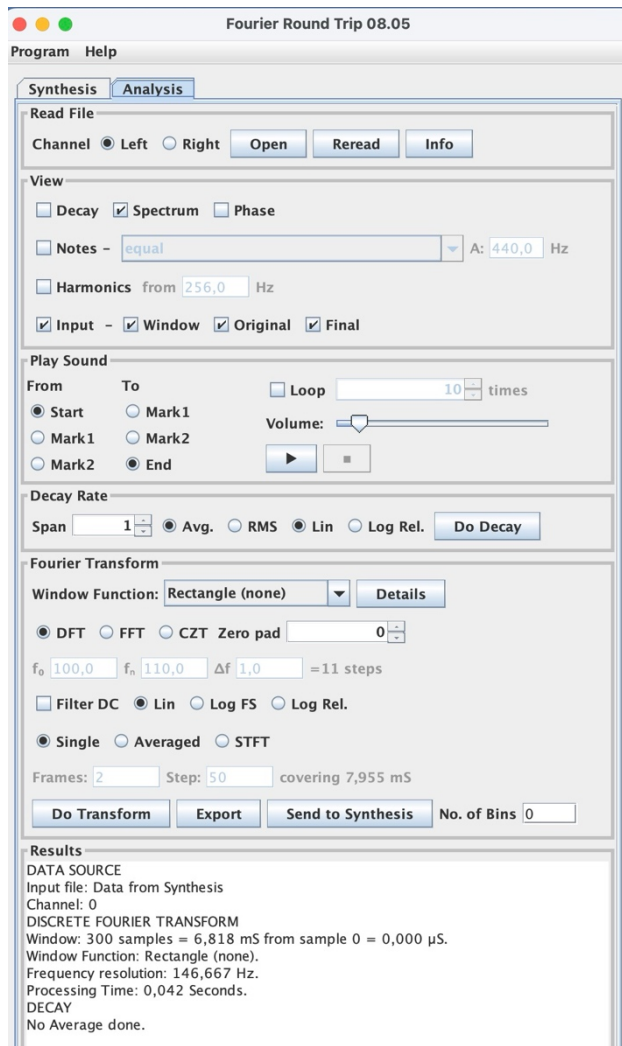 Fourier Round Trip 08.05
Program Help
Synthesis Analysis
Read File
Channel Left Right Open Reread Info
View
Decay Spectrum Phase
Notes – equal A: 440,0 Hz
Harmonics from 256,0 Hz
Input – Window Original Final
Play Sound
From To Loop 10 times
Start Mark1
Volume:
Mark1 Mark2
Mark2 End
Decay Rate
Span 1 Avg. RMS Lin Log Rel. Do Decay
Fourier Transform
Window Function: Rectangle (none) Details
DFT FFT CZT Zero pad 0
f₀ 100,0 fₙ 110,0 Δf 1,0 =11 steps
Filter DC Lin Log FS Log Rel.
Single Averaged STFT
Frames: 2 Step: 50 covering 7,955 mS
Do Transform Export Send to Synthesis No. of Bins 0
Results
DATA SOURCE
Input file: Data from Synthesis
Channel: 0
DISCRETE FOURIER TRANSFORM
Window: 300 samples = 6,818 mS from sample 0 = 0,000 µS.
Window Function: Rectangle (none).
Frequency resolution: 146,667 Hz.
Processing Time: 0,042 Seconds.
DECAY
No Average done.